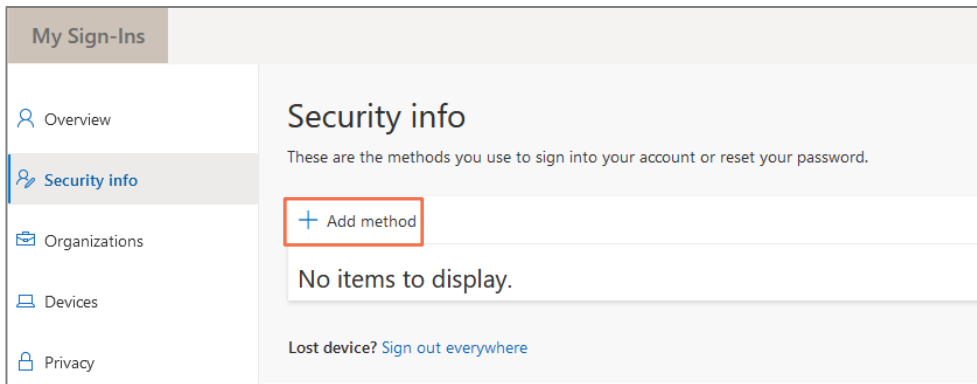 My Sign-Ins
Overview
Security info
Organizations
Devices
Privacy
Security info
These are the methods you use to sign into your account or reset your password.
Add method
No items to display.
Lost device? Sign out everywhere